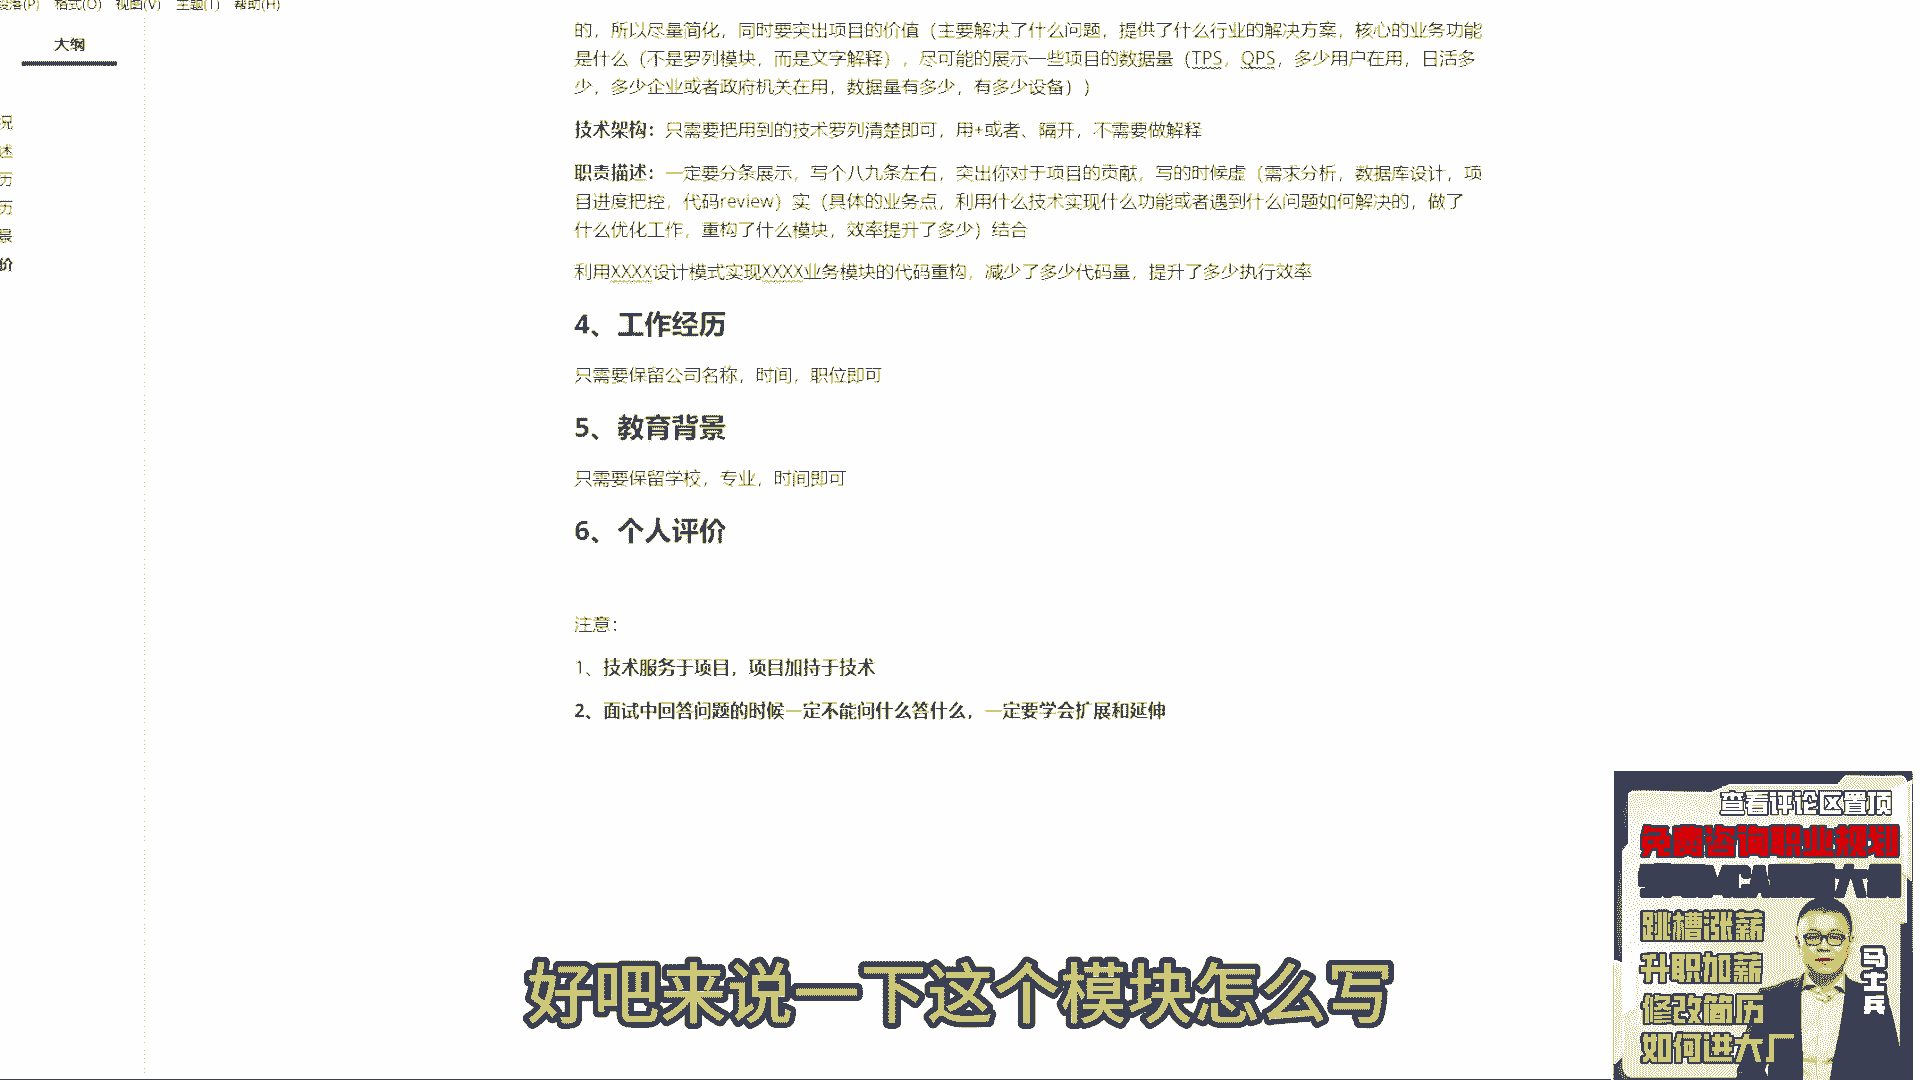 段落(P) 格式(O) 视图(V) 主题(T) 帮助(H)
大纲
况
述
历
历
景
价
的，所以尽量简化，同时要突出项目的价值（主要解决了什么问题，提供了什么行业的解决方案，核心的业务功能
是什么（不是罗列模块，而是文字解释），尽可能的展示一些项目的数据量（TPS，QPS，多少用户在用，日活多
少，多少企业或者政府机关在用，数据量有多少，有多少设备））
技术架构：只需要把用到的技术罗列清楚即可，用+或者、隔开，不需要做解释
职责描述：一定要分条展示，写个八九条左右，突出你对于项目的贡献，写的时候虚（需求分析，数据库设计，项
目进度把控，代码review）实（具体的业务点，利用什么技术实现什么功能或者遇到什么问题如何解决的，做了
什么优化工作，重构了什么模块，效率提升了多少）结合
利用XXXX设计模式实现XXXX业务模块的代码重构，减少了多少代码量，提升了多少执行效率
4、工作经历
只需要保留公司名称，时间，职位即可
5、教育背景
只需要保留学校，专业，时间即可
6、个人评价
注意：
1、技术服务于项目，项目加持于技术
2、面试中回答问题的时候一定不能问什么答什么，一定要学会扩展和延伸
查看评论区置顶
免费咨询职业规划
MCA 大纲
跳槽涨薪
升职加薪
修改简历
如何进大厂
马士兵
好吧来说一下这个模块怎么写